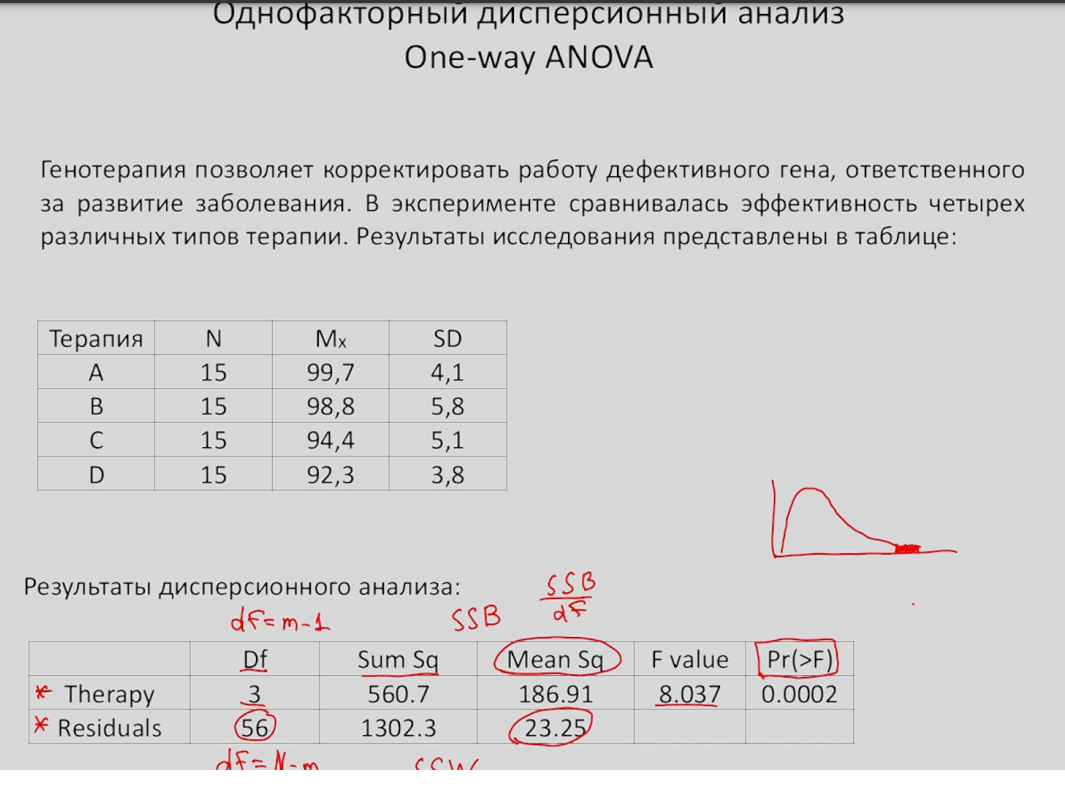 Однофакторный дисперсионный анализ
One-way ANOVA
Генотерапия позволяет корректировать работу дефективного гена, ответственного
за развитие заболевания. В эксперименте сравнивалась эффективность четырех
различных типов терапии. Результаты исследования представлены в таблице:
Терапия N Mx SD
A 15 99,7 4,1
B 15 98,8 5,8
C 15 94,4 5,1
D 15 92,3 3,8
Результаты дисперсионного анализа:
SSB
dF
dF=m-1 SSB
Df Sum Sq Mean Sq F value Pr(>F)
* Therapy 3 560.7 186.91 8.037 0.0002
* Residuals 56 1302.3 23.25
dF=N-m SSW